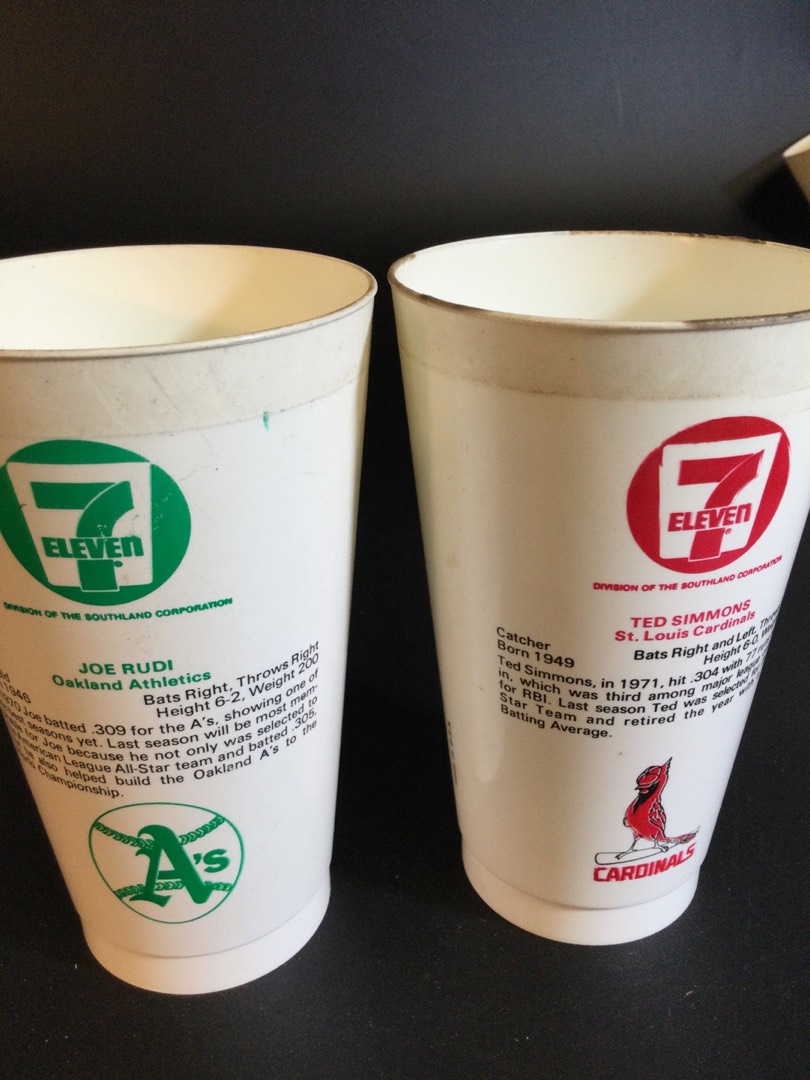 7
ELEVEn
DIVISION OF THE SOUTHLAND CORPORATION
JOE RUDI
Oakland Athletics
Bats Right, Throws Right
1946 Height 6-2, Weight 200
1970 Joe batted .309 for the A's, showing one of
seasons yet. Last season will be most mem-
for Joe because he not only was selected to
American League All-Star team and batted .305,
he also helped build the Oakland A's to the
Championship.
A's
7
ELEVEn
DIVISION OF THE SOUTHLAND CORPORATION
TED SIMMONS
St. Louis Cardinals
Catcher Bats Right and Left,
Born 1949 Height 6-0,
Ted Simmons, in 1971, hit .304 with 77
in, which was third among major league
for RBI. Last season Ted was selected
Star Team and retired the year
Batting Average.
CARDINALS